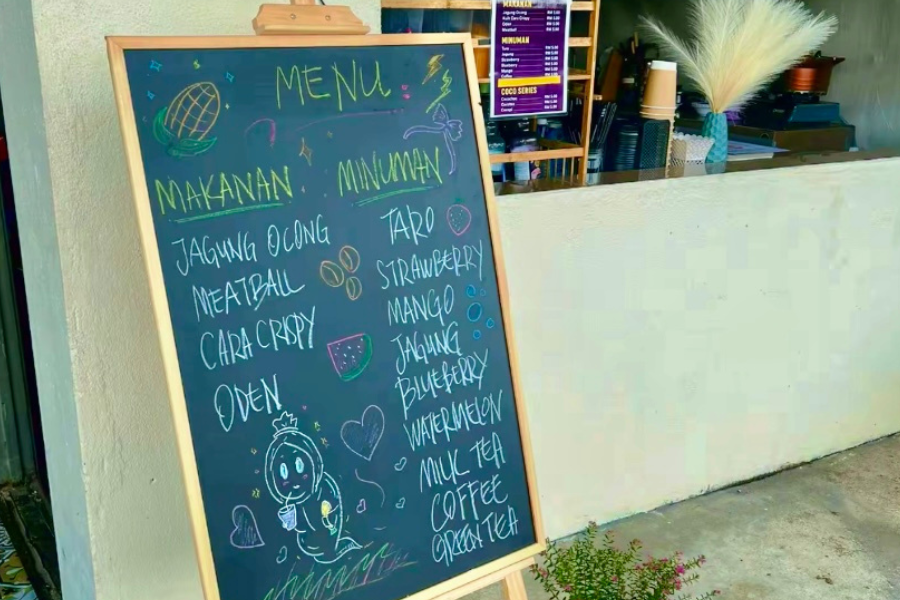 MENU
MAKANAN
JAGUNG OCONG
MEATBALL
CARA CRISPY
ODEN
MINUMAN
TARO
STRAWBERRY
MANGO
JAGUNG
BLUEBERRY
WATERMELON
MILK TEA
COFFEE
GREEN TEA
MAKANAN
MINUMAN
COCO SERIES